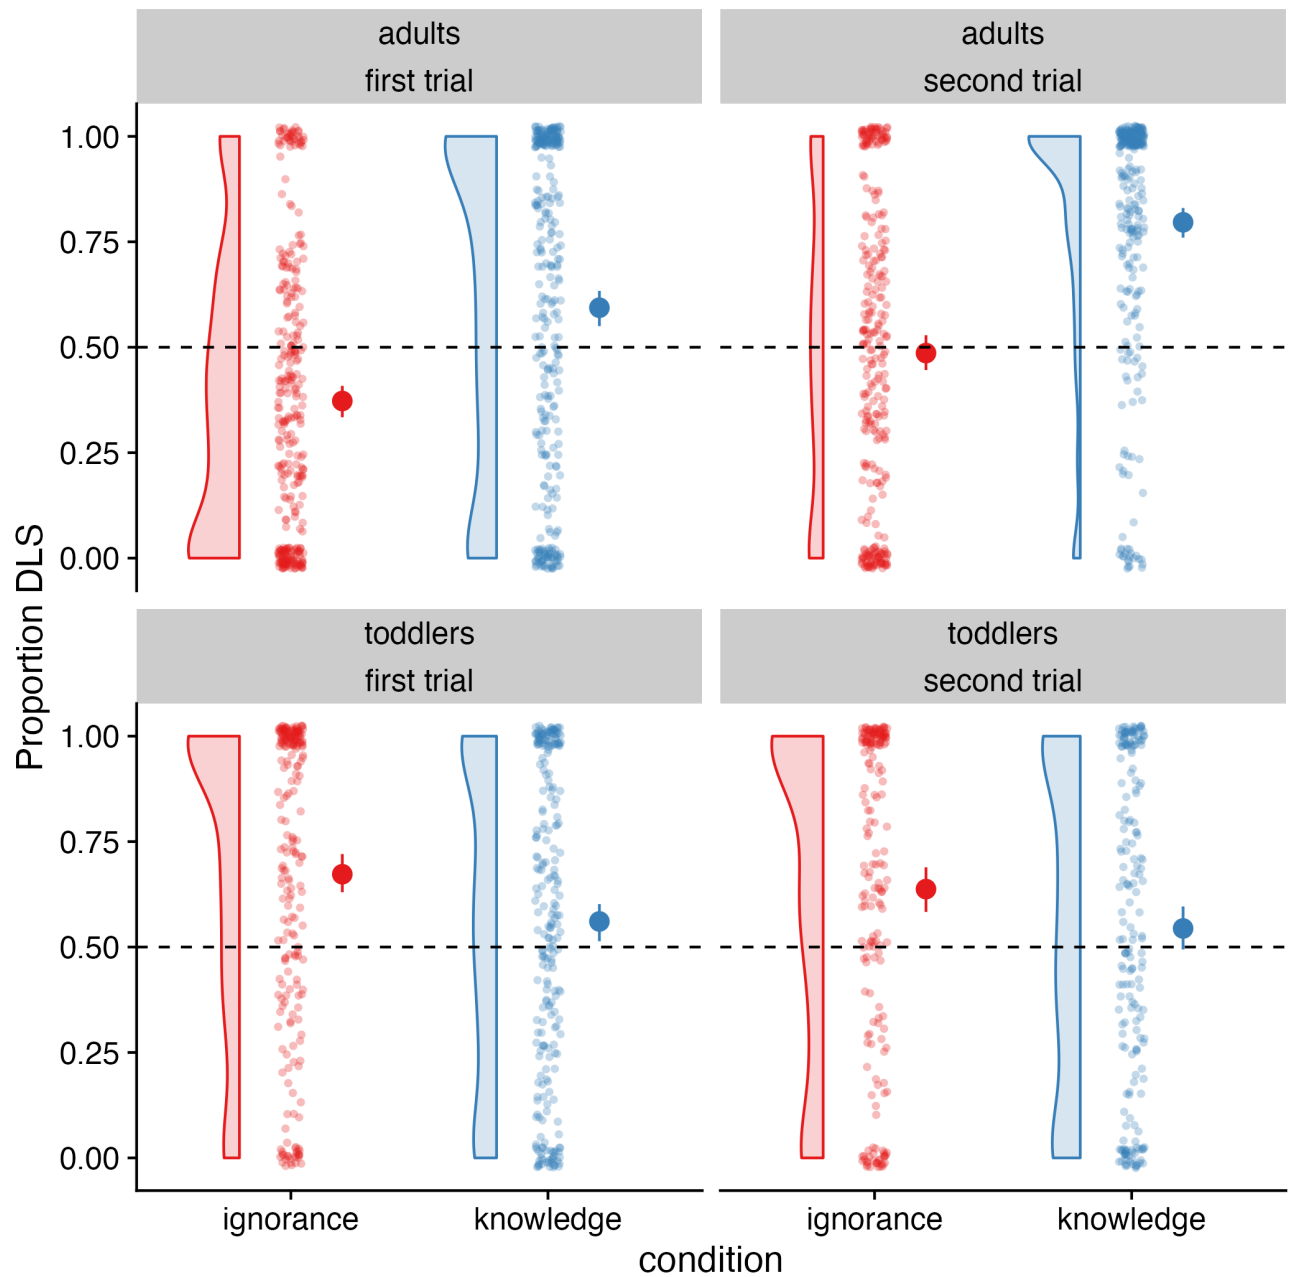 adults
first trial
adults
second trial
1.00
0.75
0.50
0.25
0.00
toddlers
first trial
toddlers
second trial
1.00
0.75
0.50
0.25
0.00
Proportion DLS
ignorance
knowledge
ignorance
knowledge
condition